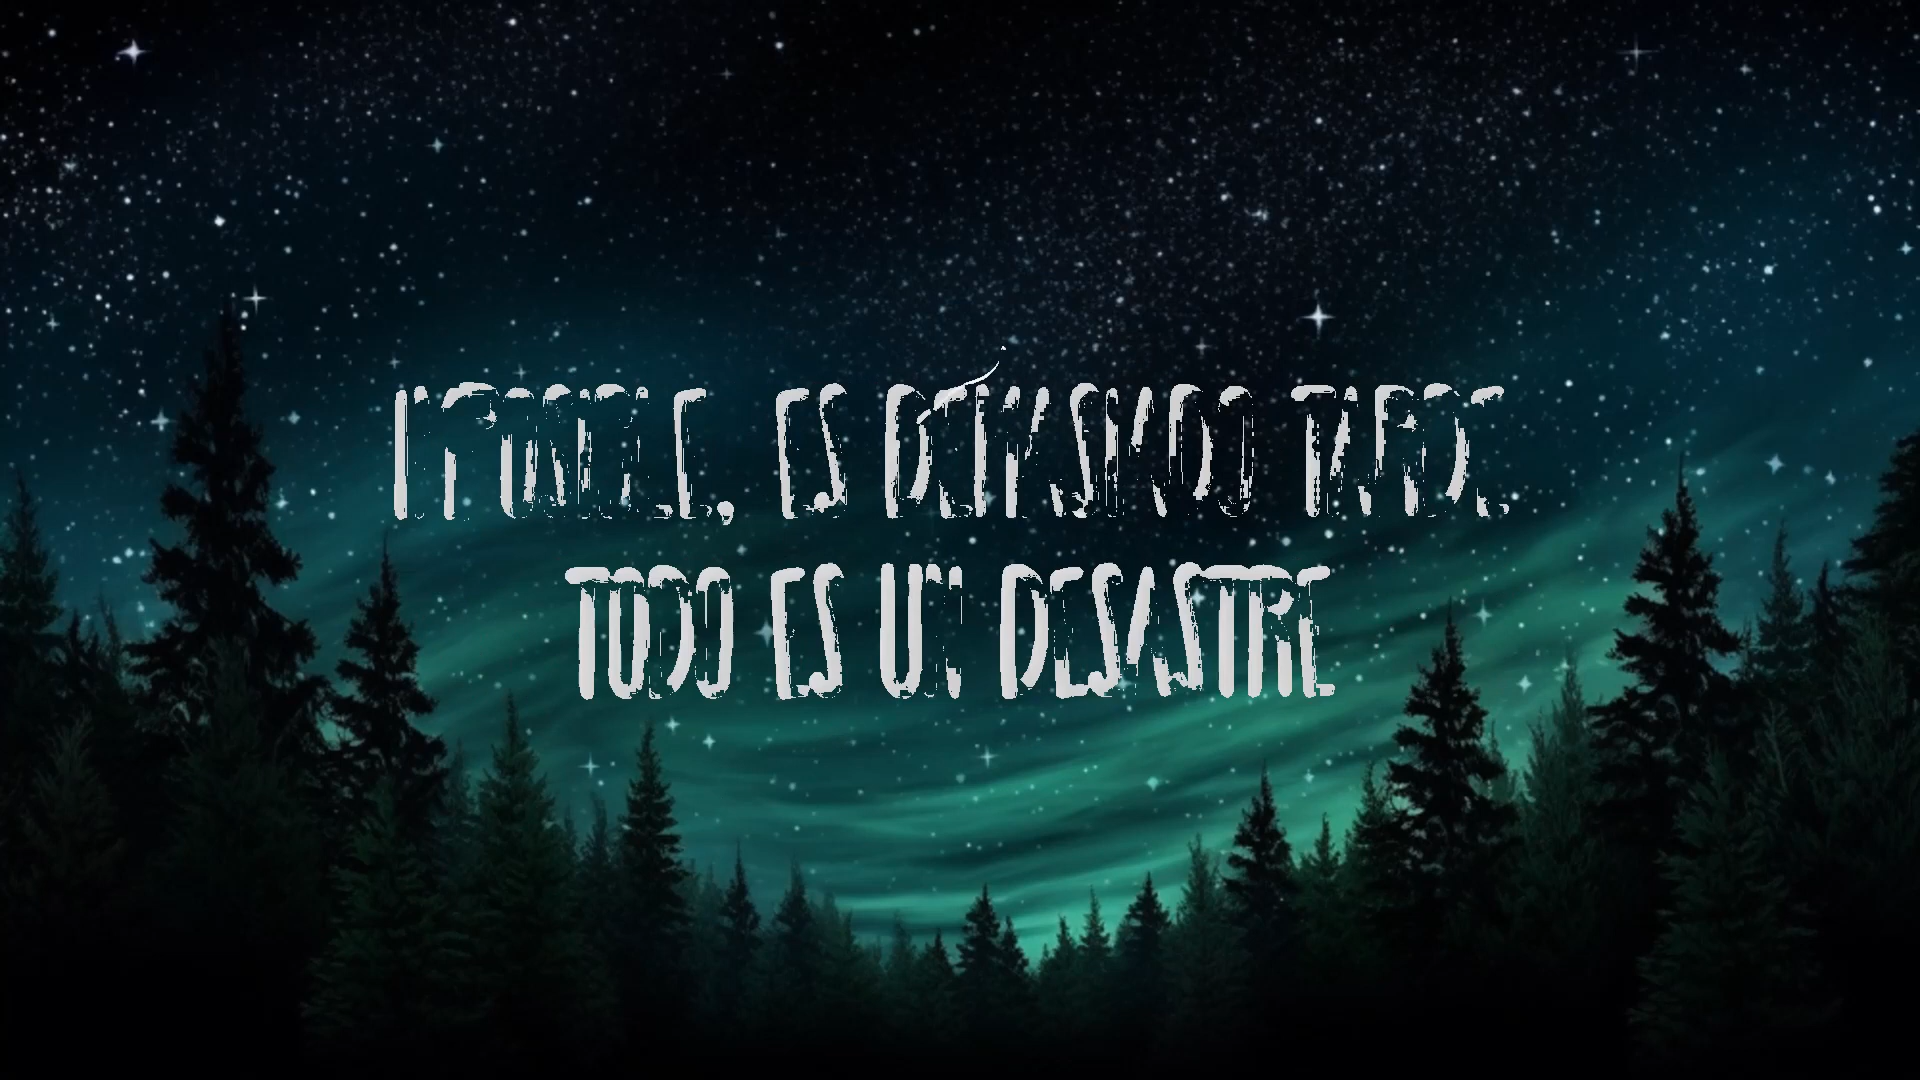 IMPOSIBLE, ES DEMASIADO TARDE.
TODO ES UN DESASTRE